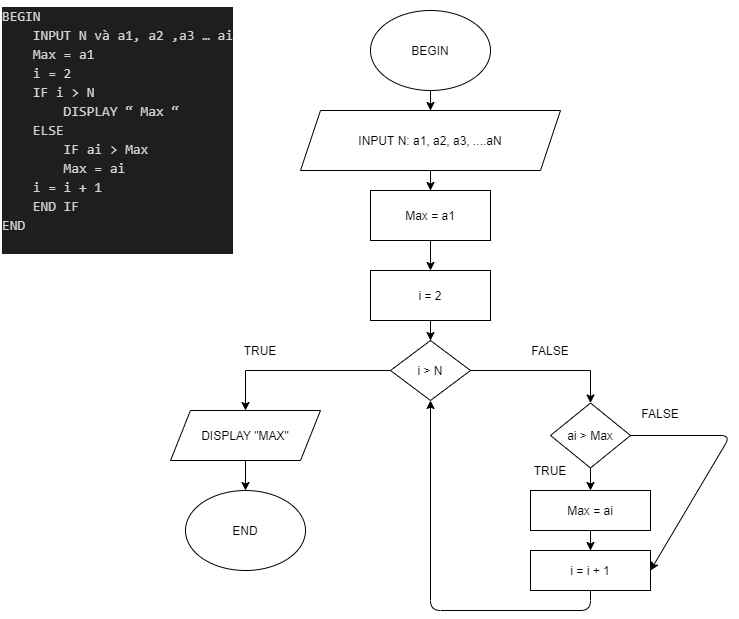 BEGIN
INPUT N và a1, a2 ,a3 … ai
Max = a1
i = 2
IF i > N
DISPLAY “ Max “
ELSE
IF ai > Max
Max = ai
i = i + 1
END IF
END
BEGIN
INPUT N: a1, a2, a3, ....aN
Max = a1
i = 2
i > N
TRUE
FALSE
DISPLAY "MAX"
END
ai > Max
FALSE
TRUE
Max = ai
i = i + 1